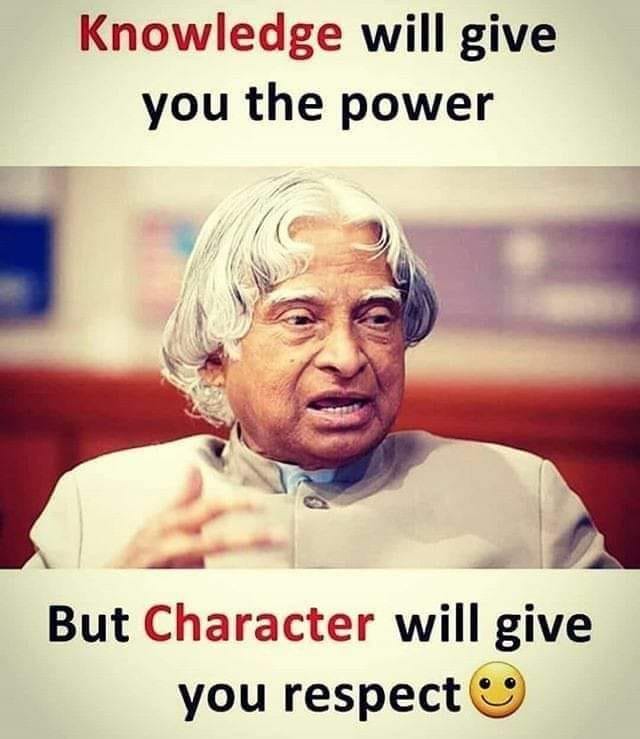 Knowledge will give
you the power
But Character will give
you respect